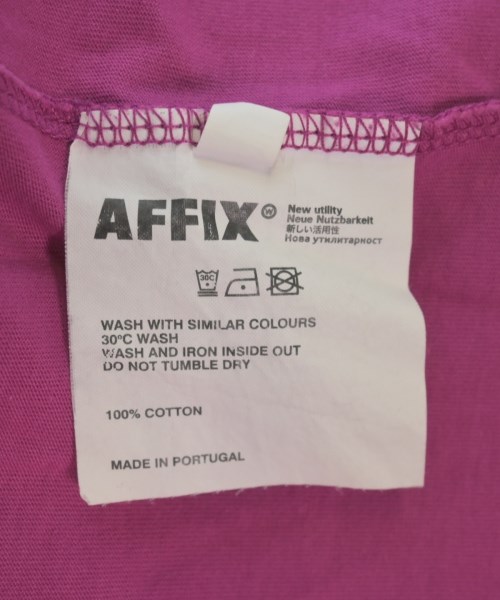 AFFIX
New utility
Neue Nutzbarkeit
新しい活用性
Нова утилитарност
30C
WASH WITH SIMILAR COLOURS
30°C WASH
WASH AND IRON INSIDE OUT
DO NOT TUMBLE DRY
100% COTTON
MADE IN PORTUGAL